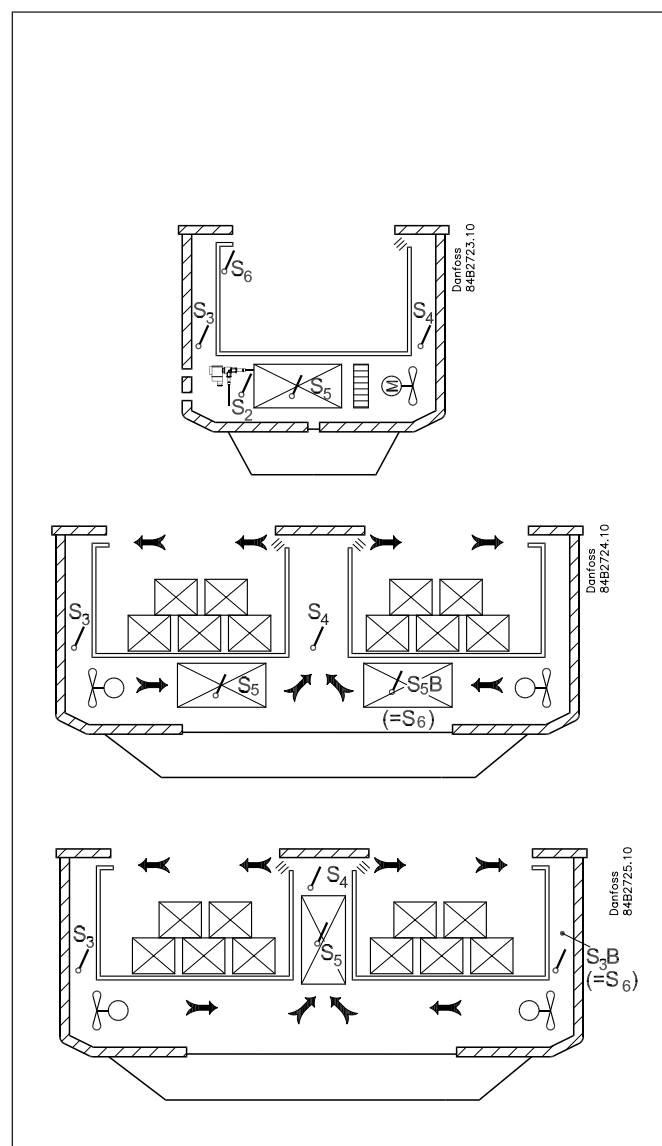 S6
S3
S4
S5
S2
M
Danfoss
84B2723.10
S3
S4
S5
S5B
(=S6)
Danfoss
84B2724.10
S4
S3
S5
S3B
(=S6)
Danfoss
84B2725.10